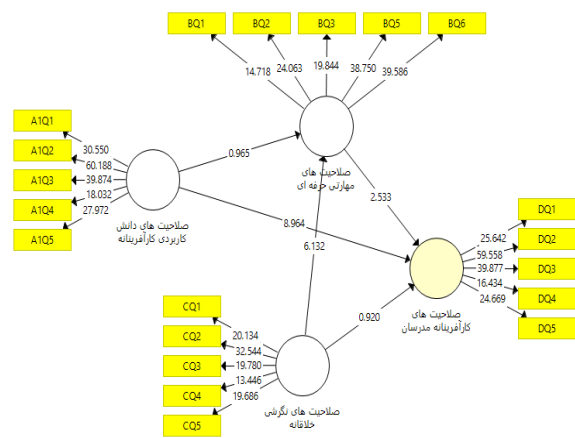 BQ1 BQ2 BQ3 BQ5 BQ6
14.718 24.063 19.844 38.750 39.586
A1Q1
A1Q2
A1Q3
A1Q4
A1Q5
30.550
60.188
39.874
18.032
27.972
صلاحیت های دانش
کاربردی کارآفرینانه
0.965
صلاحیت های
مهارتی حرفه ای
2.533
8.964
6.132
DQ1
DQ2
DQ3
DQ4
DQ5
25.642
59.558
39.877
16.434
24.669
صلاحیت های
کارآفرینانه مدرسان
0.920
CQ1
CQ2
CQ3
CQ4
CQ5
20.134
32.544
19.780
13.446
19.686
صلاحیت های نگرشی
خلاقانه